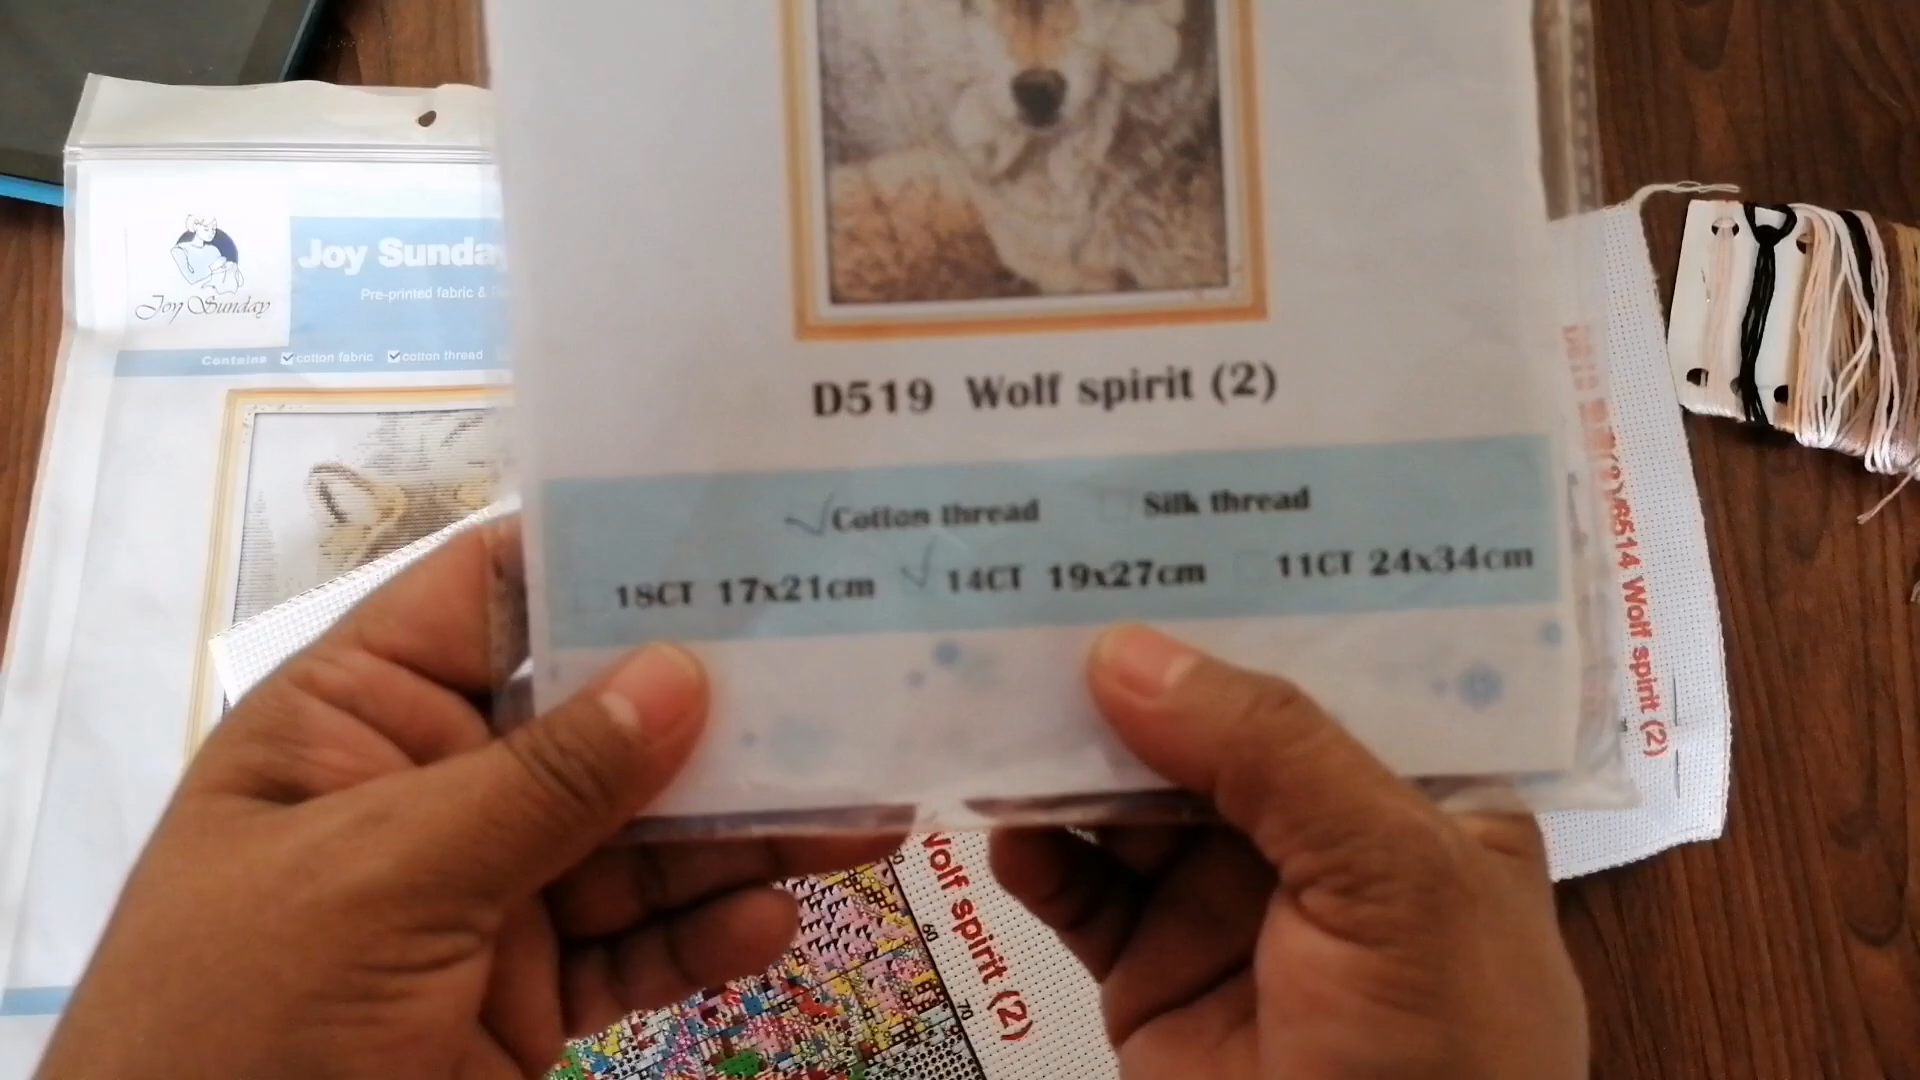 Joy Sunday
Joy Sunday
Pre-printed fabric &
Contains cotton fabric cotton thread
D519 Wolf spirit (2)
Cotton thread Silk thread
18CT 17x21cm 14CT 19x27cm 11CT 24x34cm
6514 Wolf spirit (2)
Wolf spirit (2)
60
70